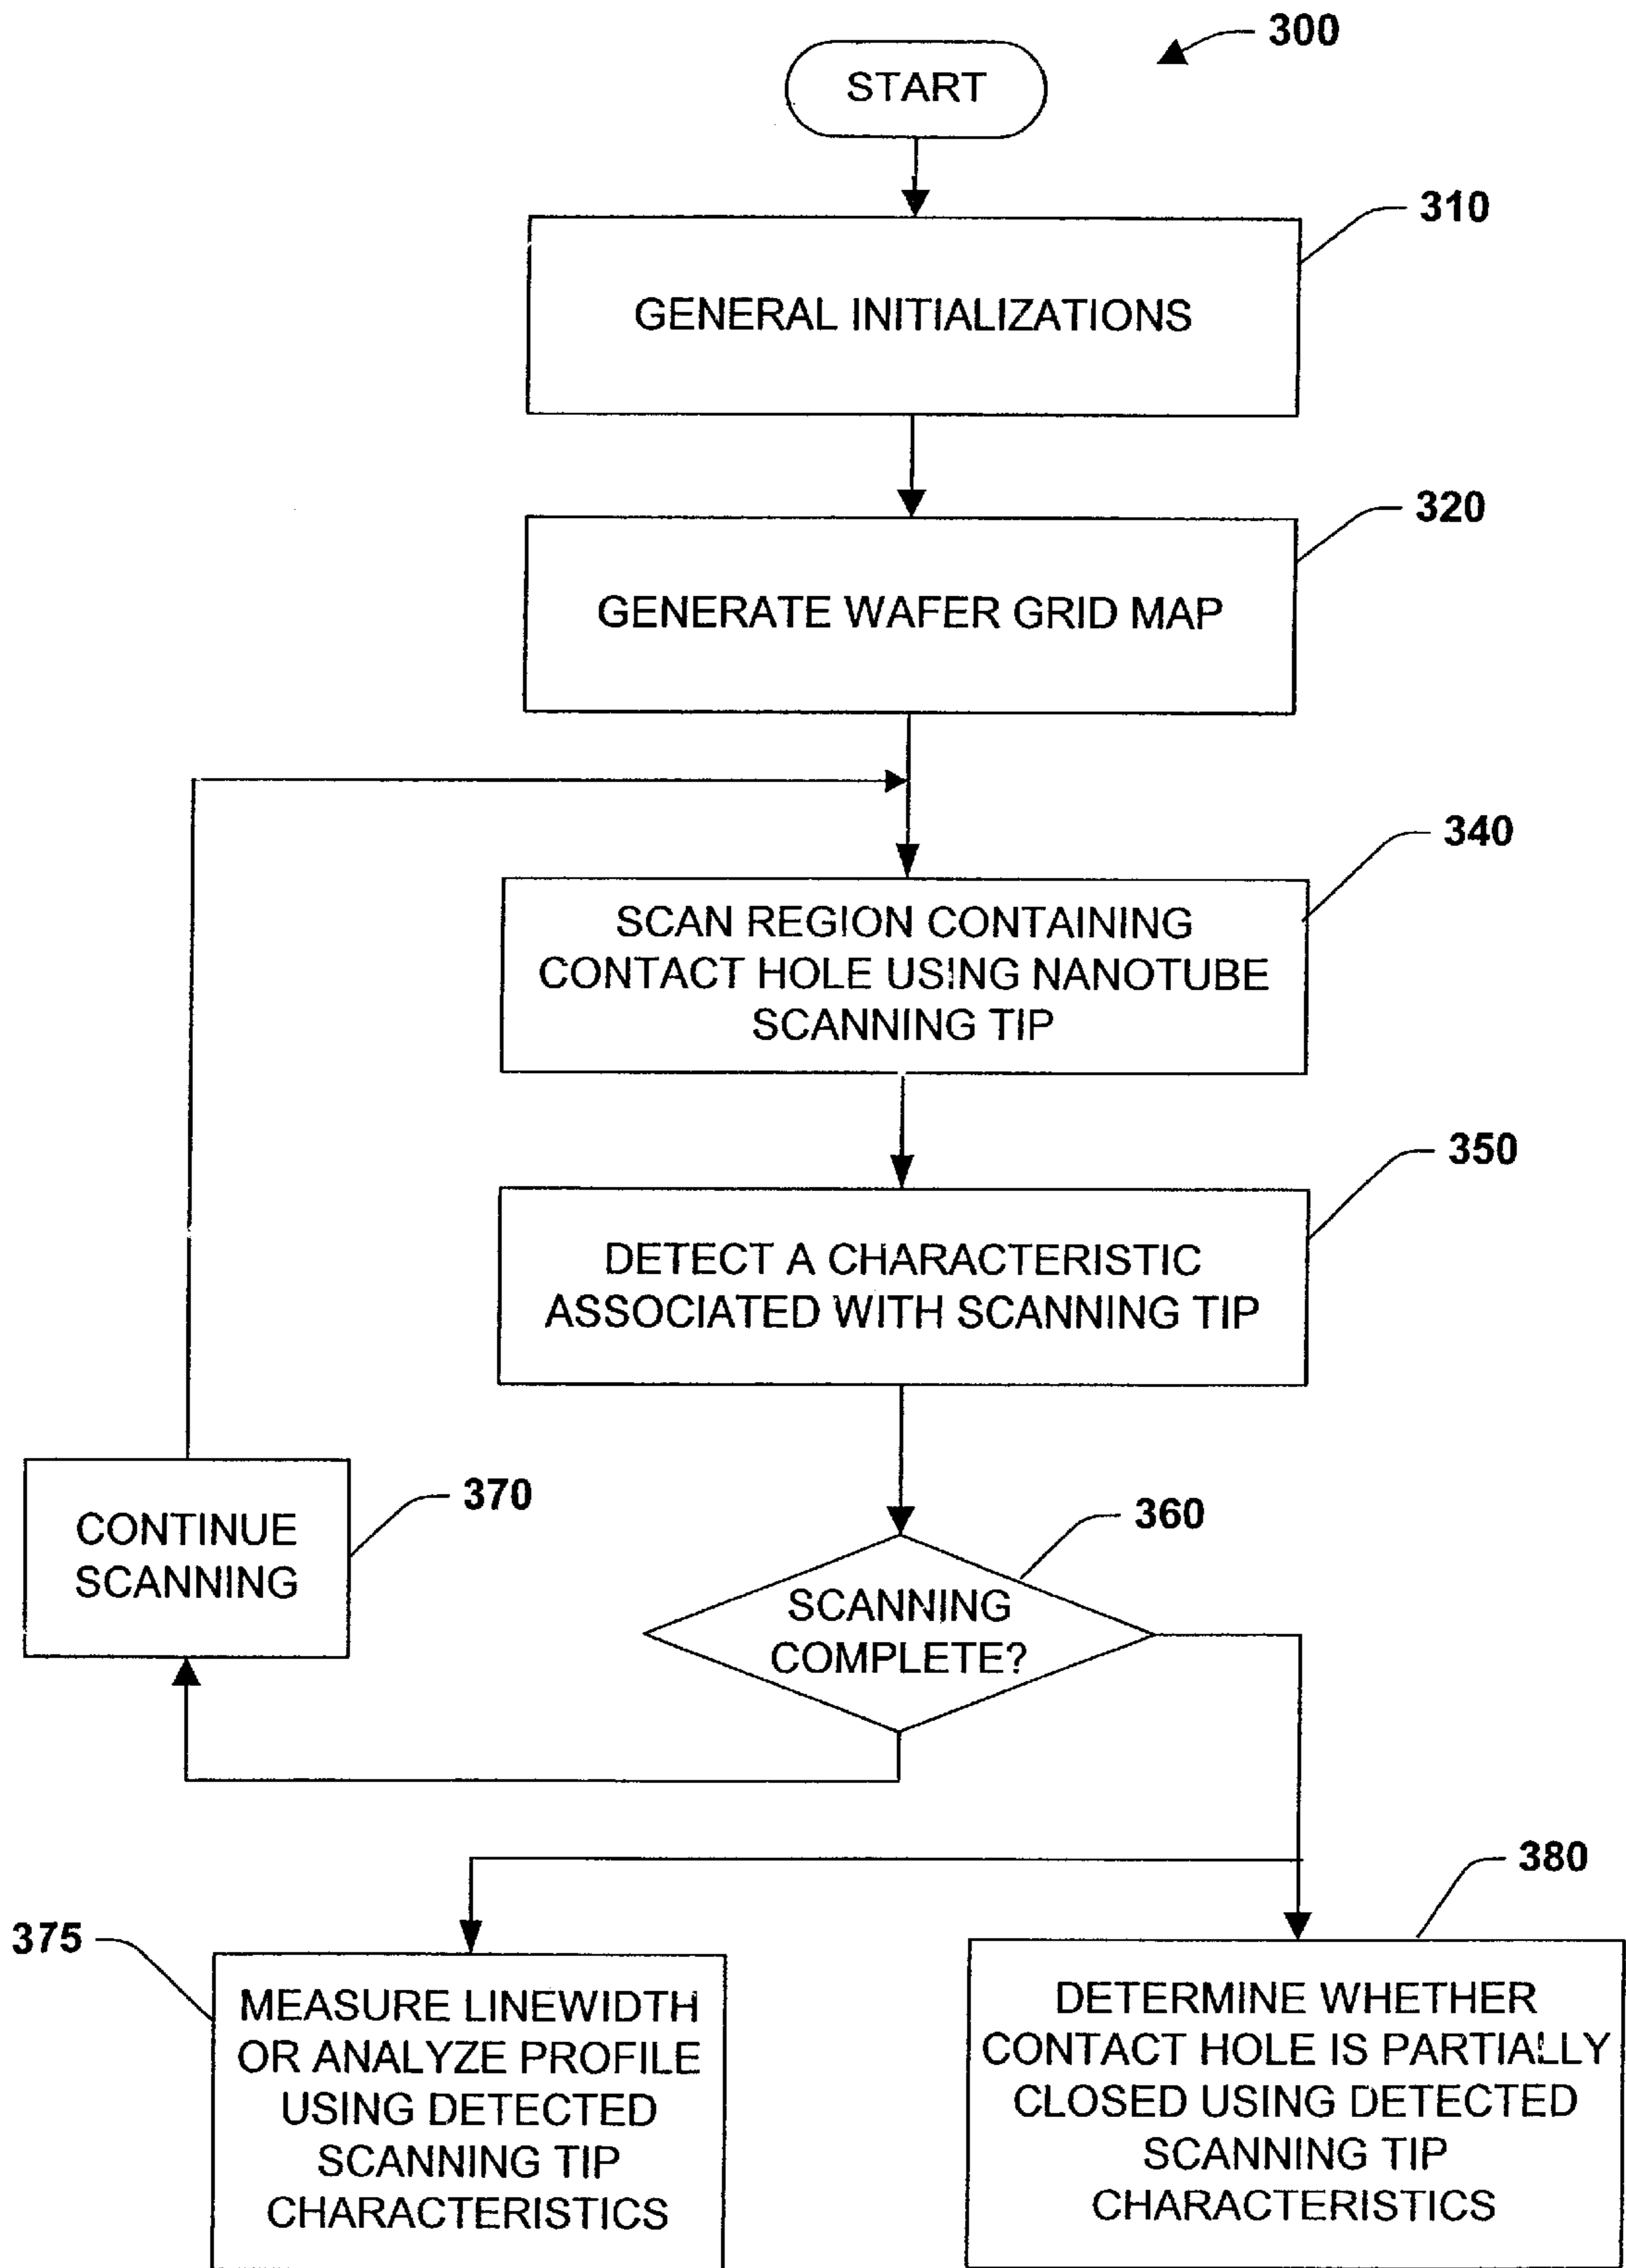 300
START
310
GENERAL INITIALIZATIONS
320
GENERATE WAFER GRID MAP
340
SCAN REGION CONTAINING
CONTACT HOLE USING NANOTUBE
SCANNING TIP
350
DETECT A CHARACTERISTIC
ASSOCIATED WITH SCANNING TIP
370
CONTINUE
SCANNING
360
SCANNING
COMPLETE?
375
MEASURE LINEWIDTH
OR ANALYZE PROFILE
USING DETECTED
SCANNING TIP
CHARACTERISTICS
380
DETERMINE WHETHER
CONTACT HOLE IS PARTIALLY
CLOSED USING DETECTED
SCANNING TIP
CHARACTERISTICS